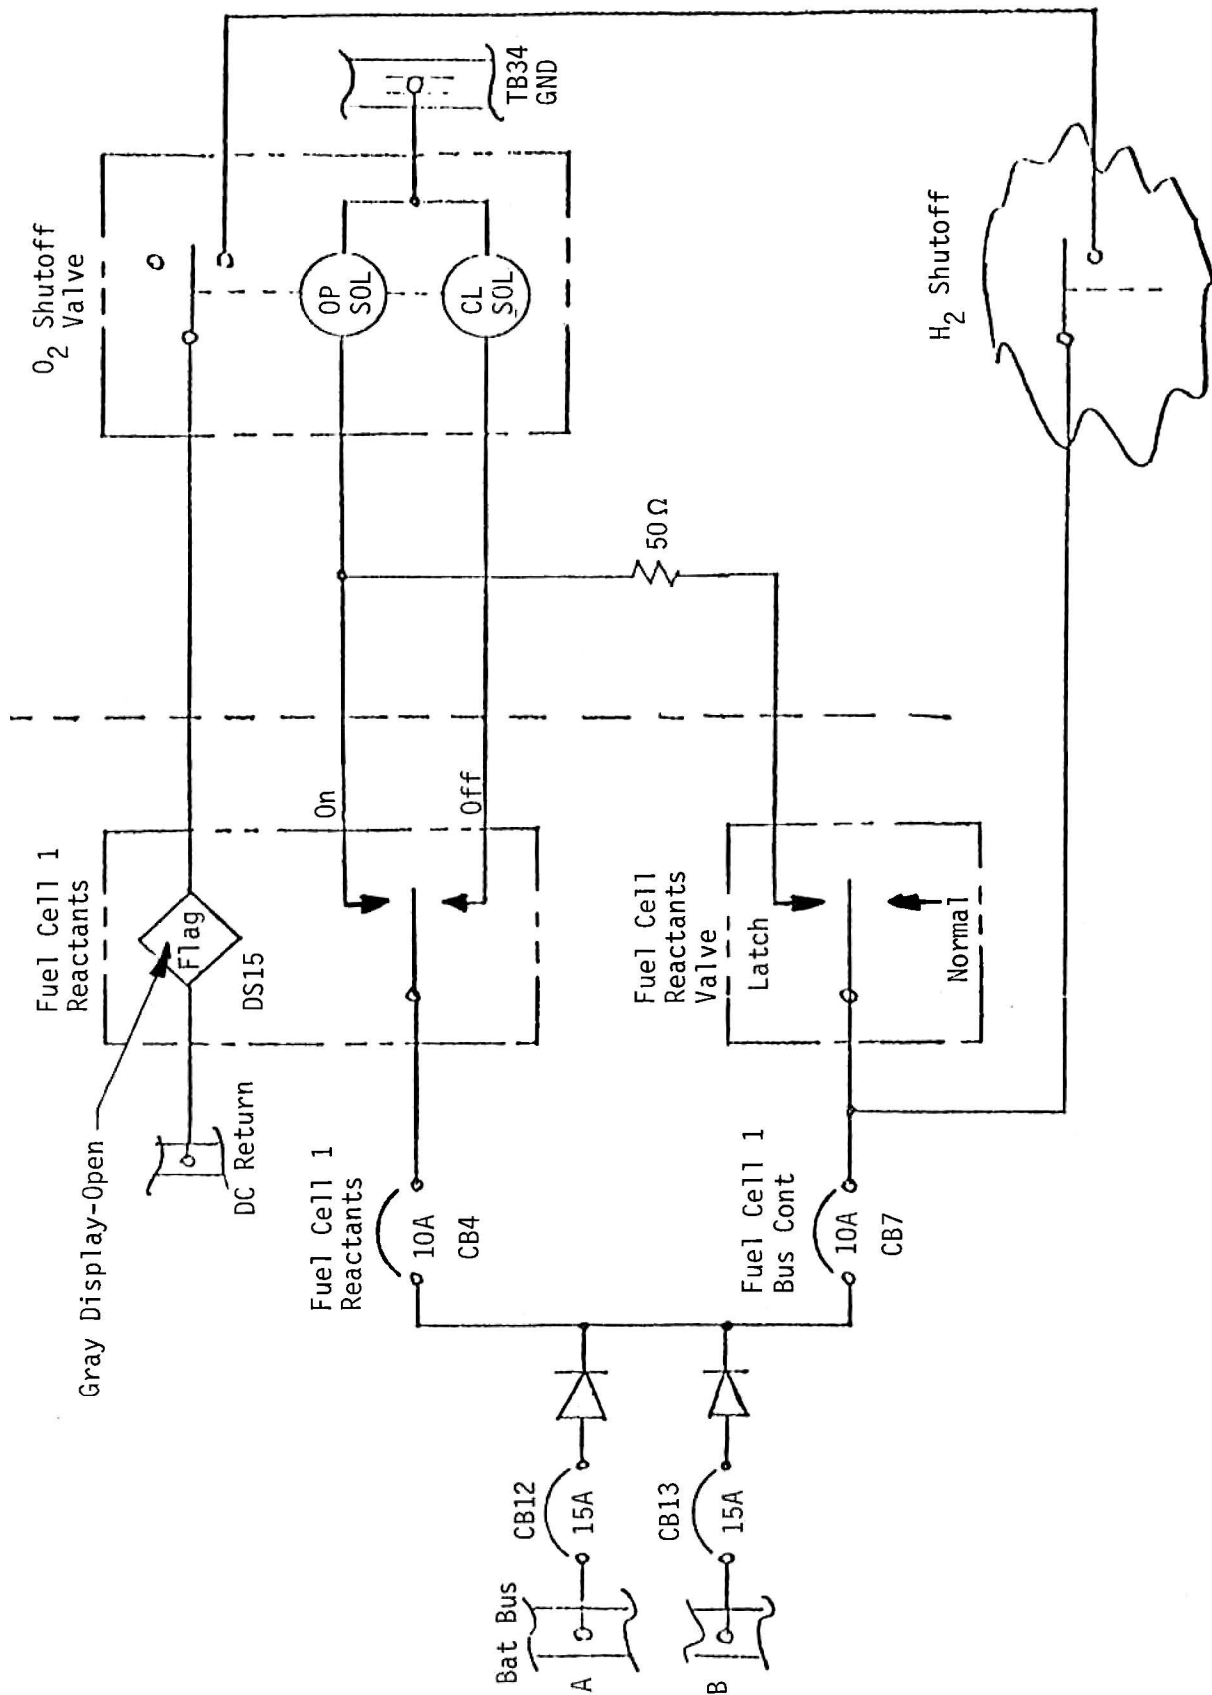 Bat Bus
A
B
CB12
15A
CB13
15A
Gray Display-Open
DC Return
Fuel Cell 1
Reactants
10A
CB4
Fuel Cell 1
Bus Cont
10A
CB7
Fuel Cell 1
Reactants
Flag
DS15
On
Off
Fuel Cell
Reactants
Valve
Latch
Normal
50Ω
O2 Shutoff
Valve
OP
SOL
CL
SOL
TB34
GND
H2 Shutoff